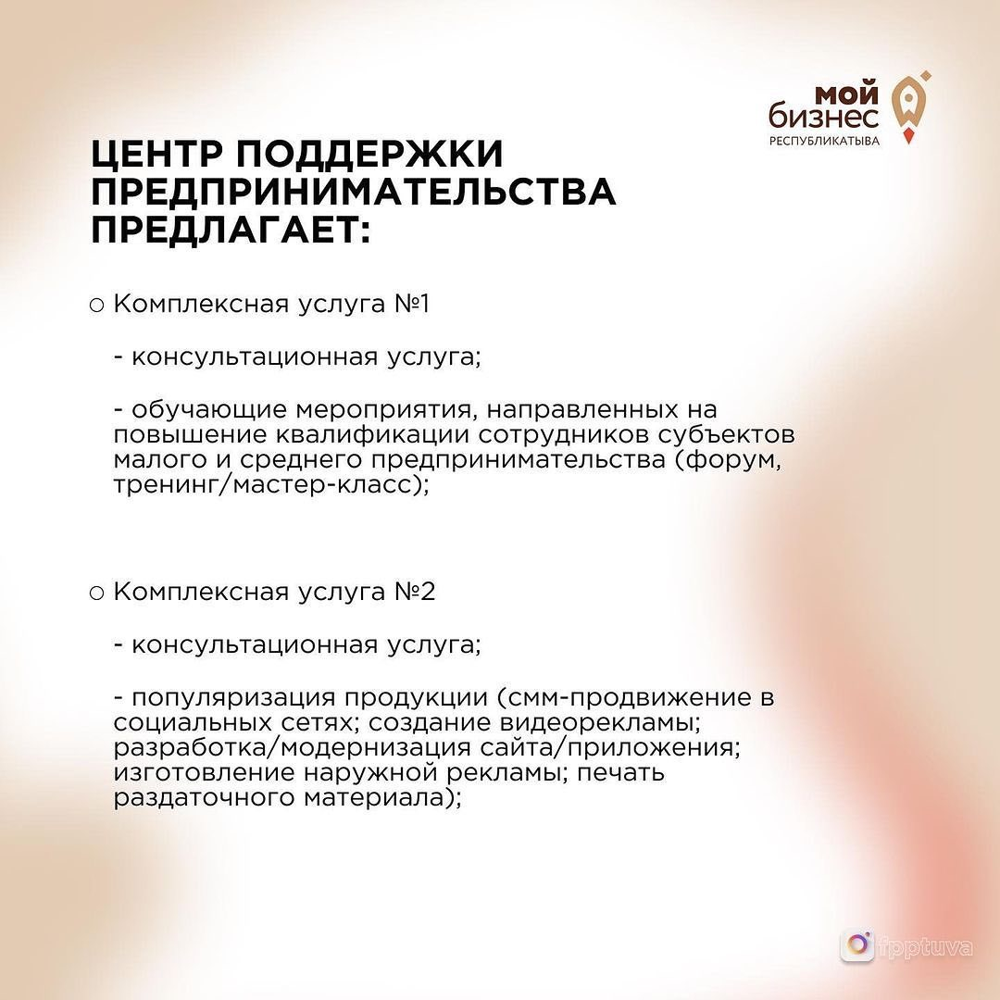 мой
бизнес
РЕСПУБЛИКАТЫВА
ЦЕНТР ПОДДЕРЖКИ
ПРЕДПРИНИМАТЕЛЬСТВА
ПРЕДЛАГАЕТ:
○ Комплексная услуга №1
- консультационная услуга;
- обучающие мероприятия, направленных на
повышение квалификации сотрудников субъектов
малого и среднего предпринимательства (форум,
тренинг/мастер-класс);
○ Комплексная услуга №2
- консультационная услуга;
- популяризация продукции (смм-продвижение в
социальных сетях; создание видеорекламы;
разработка/модернизация сайта/приложения;
изготовление наружной рекламы; печать
раздаточного материала);
fpptuva